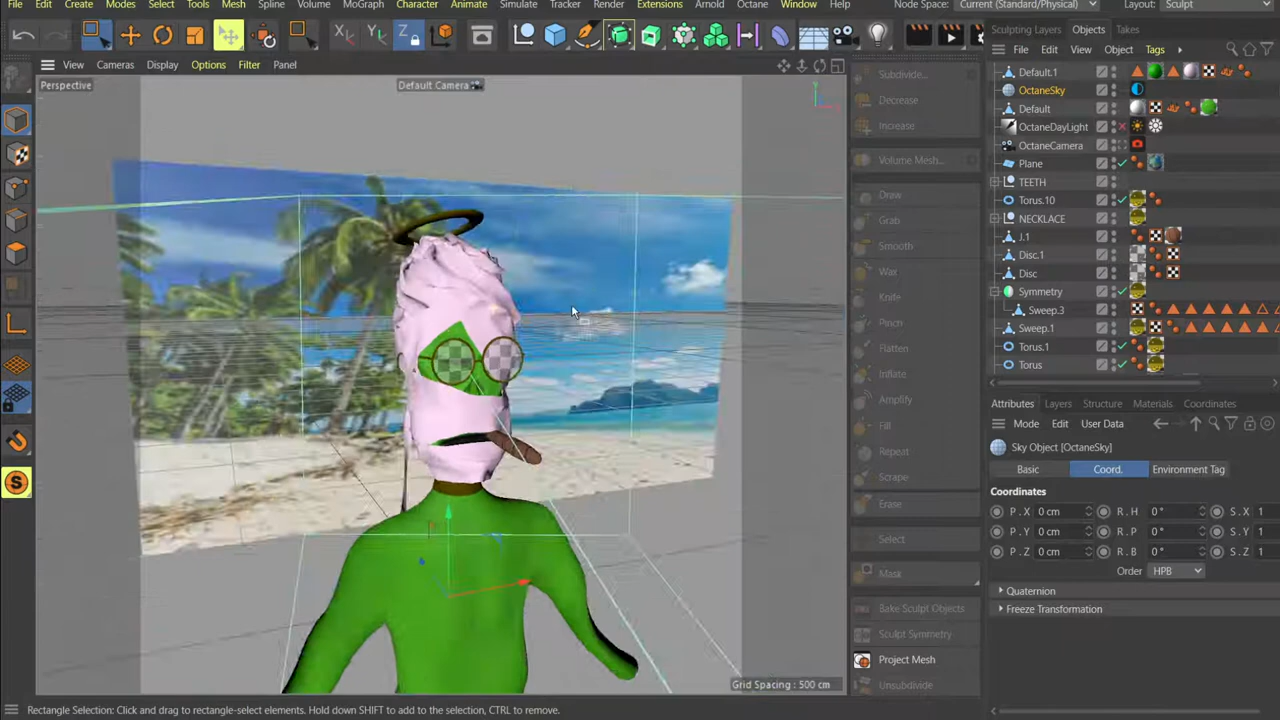 File Edit Create Modes Select Tools Mesh Spline Volume MoGraph Character Animate Simulate Tracker Render Extensions Arnold Octane Window Help Node Space: Current (Standard/Physical) Layout: Sculpt
Sculpting Layers Objects Takes
File Edit View Object Tags
View Cameras Display Options Filter Panel
Perspective
Default Camera
Subdivide...
Decrease
Increase
Volume Mesh...
Draw
Grab
Smooth
Wax
Knife
Pinch
Flatten
Inflate
Amplify
Fill
Repeat
Scrape
Erase
Select
Mask
Bake Sculpt Objects
Sculpt Symmetry
Project Mesh
Unsubdivide
Default.1
OctaneSky
Default
OctaneDayLight
OctaneCamera
Plane
TEETH
Torus.10
NECKLACE
J.1
Disc.1
Disc
Symmetry
Sweep.3
Sweep.1
Torus.1
Torus
Attributes Layers Structure Materials Coordinates
Mode Edit User Data
Sky Object [OctaneSky]
Basic Coord. Environment Tag
Coordinates
P.X 0 cm R.H 0° S.X 1
P.Y 0 cm R.P 0° S.Y 1
P.Z 0 cm R.B 0° S.Z 1
Order HPB
Quaternion
Freeze Transformation
Grid Spacing : 500 cm
Rectangle Selection: Click and drag to rectangle-select elements. Hold down SHIFT to add to the selection, CTRL to remove.